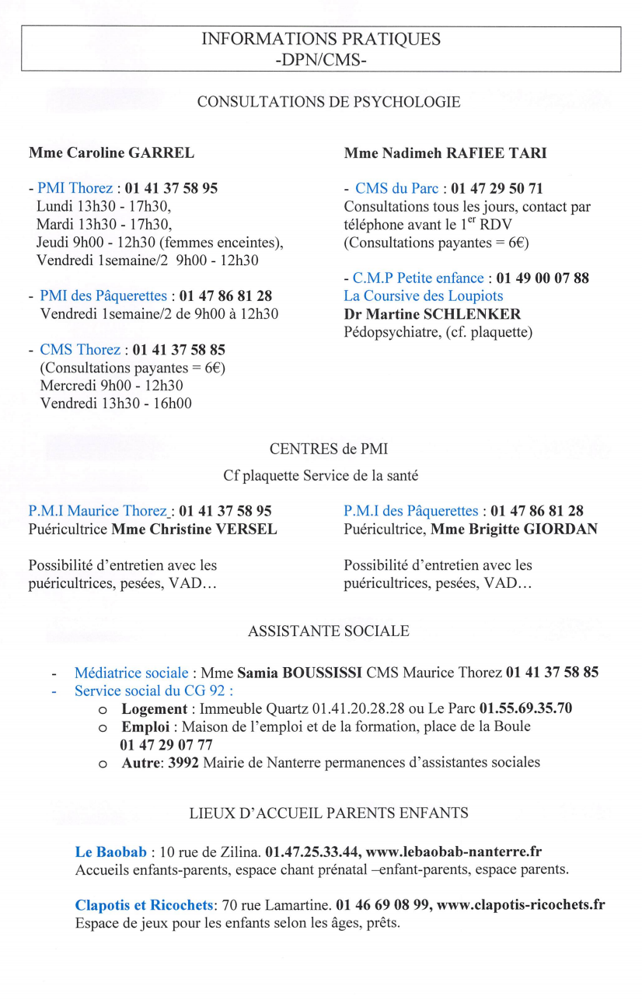 INFORMATIONS PRATIQUES
-DPN/CMS-
CONSULTATIONS DE PSYCHOLOGIE
Mme Caroline GARREL
- PMI Thorez : 01 41 37 58 95
Lundi 13h30 - 17h30,
Mardi 13h30 - 17h30,
Jeudi 9h00 - 12h30 (femmes enceintes),
Vendredi 1semaine/2  9h00 - 12h30
- PMI des Pâquerettes : 01 47 86 81 28
Vendredi 1semaine/2 de 9h00 à 12h30
- CMS Thorez : 01 41 37 58 85
(Consultations payantes = 6€)
Mercredi 9h00 - 12h30
Vendredi 13h30 - 16h00
Mme Nadimeh RAFIEE TARI
- CMS du Parc : 01 47 29 50 71
Consultations tous les jours, contact par
téléphone avant le 1er RDV
(Consultations payantes = 6€)
- C.M.P Petite enfance : 01 49 00 07 88
La Coursive des Loupiots
Dr Martine SCHLENKER
Pédopsychiatre, (cf. plaquette)
CENTRES de PMI
Cf plaquette Service de la santé
P.M.I Maurice Thorez : 01 41 37 58 95
Puéricultrice Mme Christine VERSEL
Possibilité d'entretien avec les
puéricultrices, pesées, VAD…
P.M.I des Pâquerettes : 01 47 86 81 28
Puéricultrice, Mme Brigitte GIORDAN
Possibilité d'entretien avec les
puéricultrices, pesées, VAD…
ASSISTANTE SOCIALE
- Médiatrice sociale : Mme Samia BOUSSISSI CMS Maurice Thorez 01 41 37 58 85
- Service social du CG 92 :
o Logement : Immeuble Quartz 01.41.20.28.28 ou Le Parc 01.55.69.35.70
o Emploi : Maison de l'emploi et de la formation, place de la Boule
01 47 29 07 77
o Autre: 3992 Mairie de Nanterre permanences d'assistantes sociales
LIEUX D'ACCUEIL PARENTS ENFANTS
Le Baobab : 10 rue de Zilina. 01.47.25.33.44, www.lebaobab-nanterre.fr
Accueils enfants-parents, espace chant prénatal –enfant-parents, espace parents.
Clapotis et Ricochets: 70 rue Lamartine. 01 46 69 08 99, www.clapotis-ricochets.fr
Espace de jeux pour les enfants selon les âges, prêts.